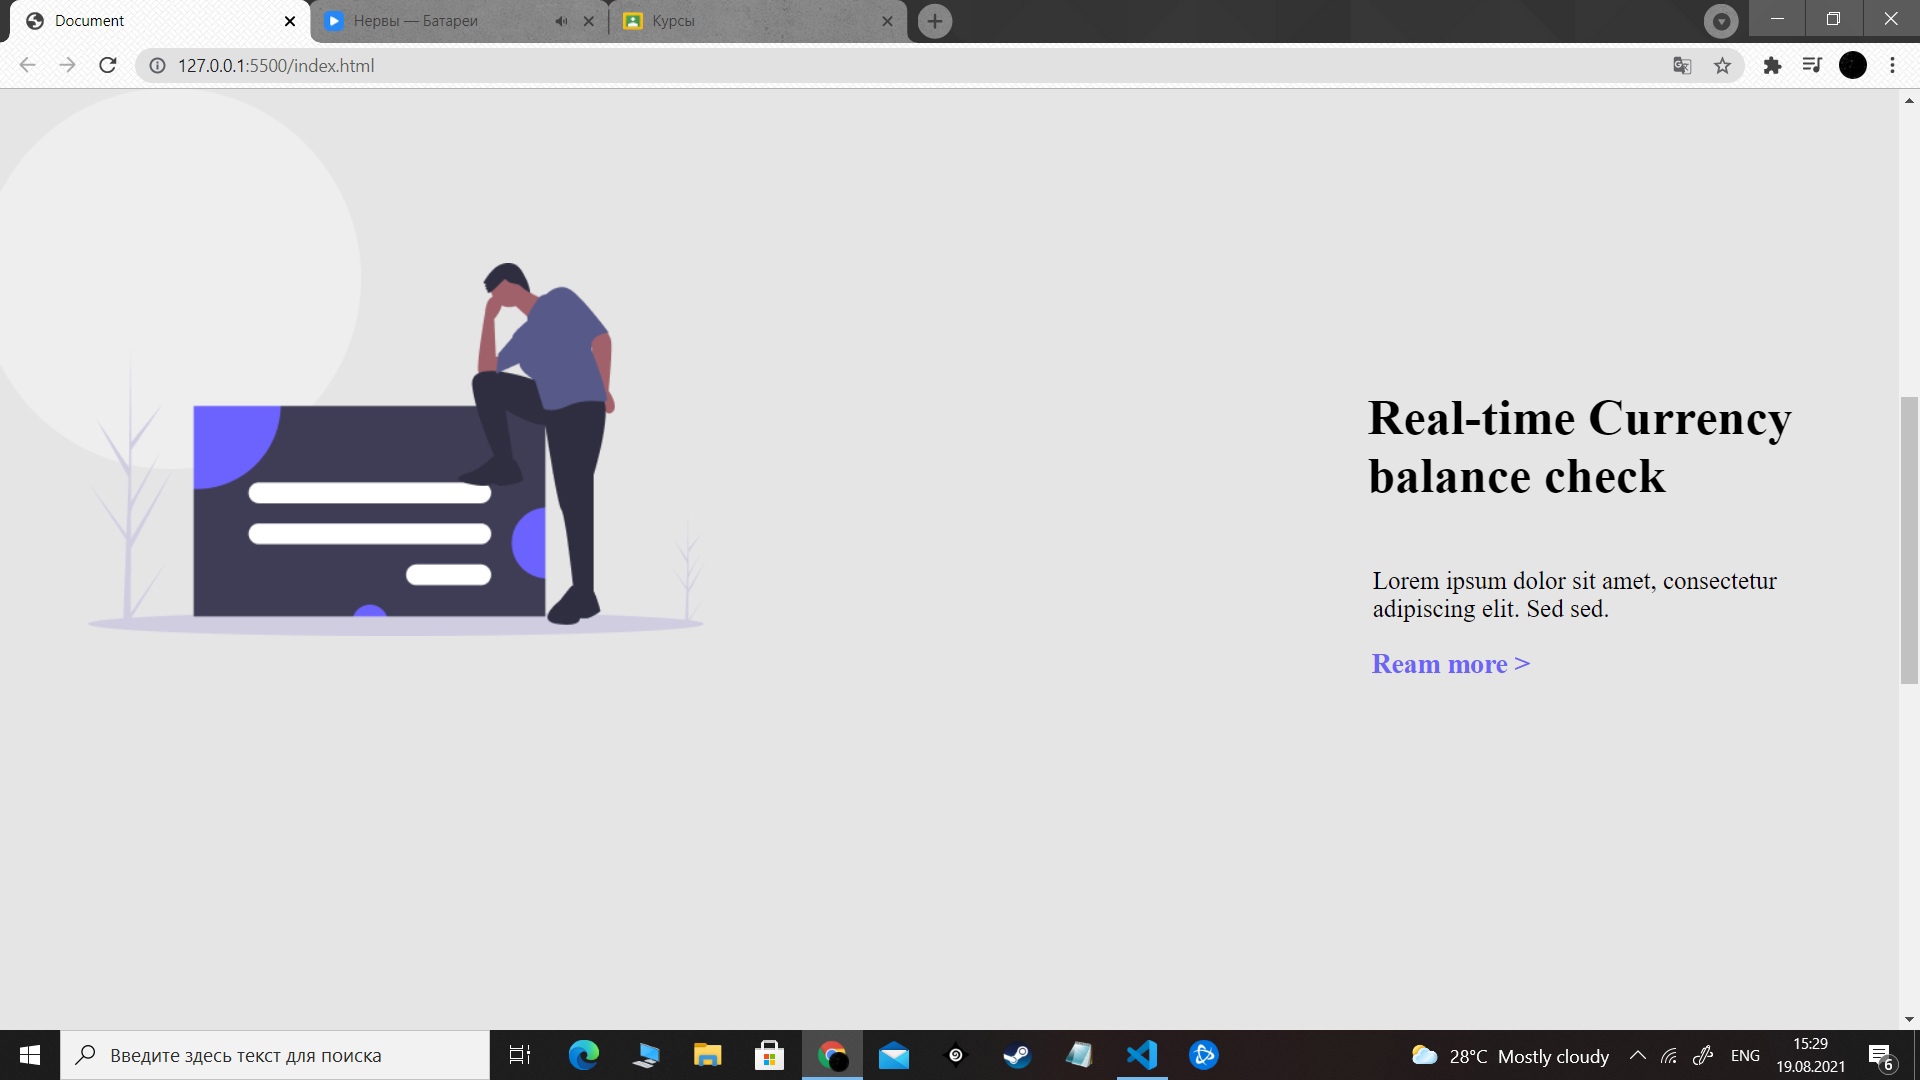 Document
Нервы — Батареи
Курсы
127.0.0.1:5500/index.html
Real-time Currency
balance check
Lorem ipsum dolor sit amet, consectetur
adipiscing elit. Sed sed.
Ream more >
Введите здесь текст для поиска
28°C Mostly cloudy
ENG
15:29
19.08.2021
6